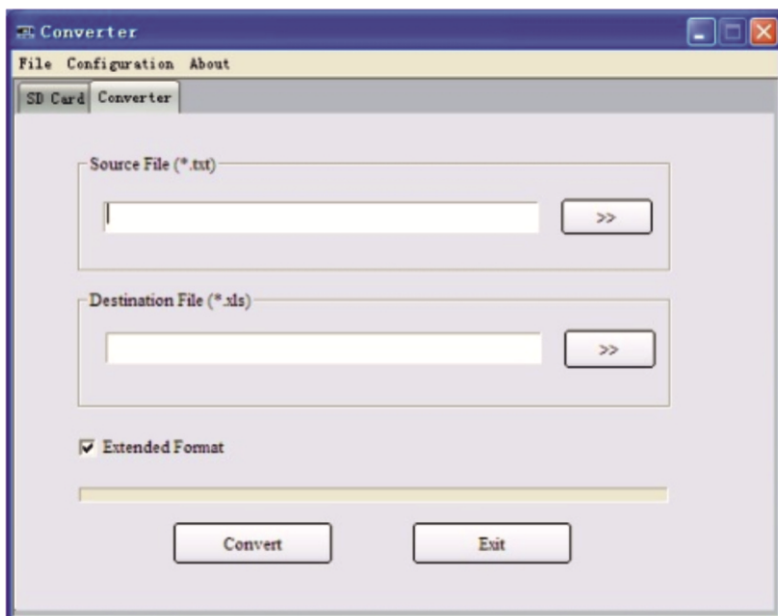 Converter
File Configuration About
SD Card Converter
Source File (*.txt)
>>
Destination File (*.xls)
>>
Extended Format
Convert Exit